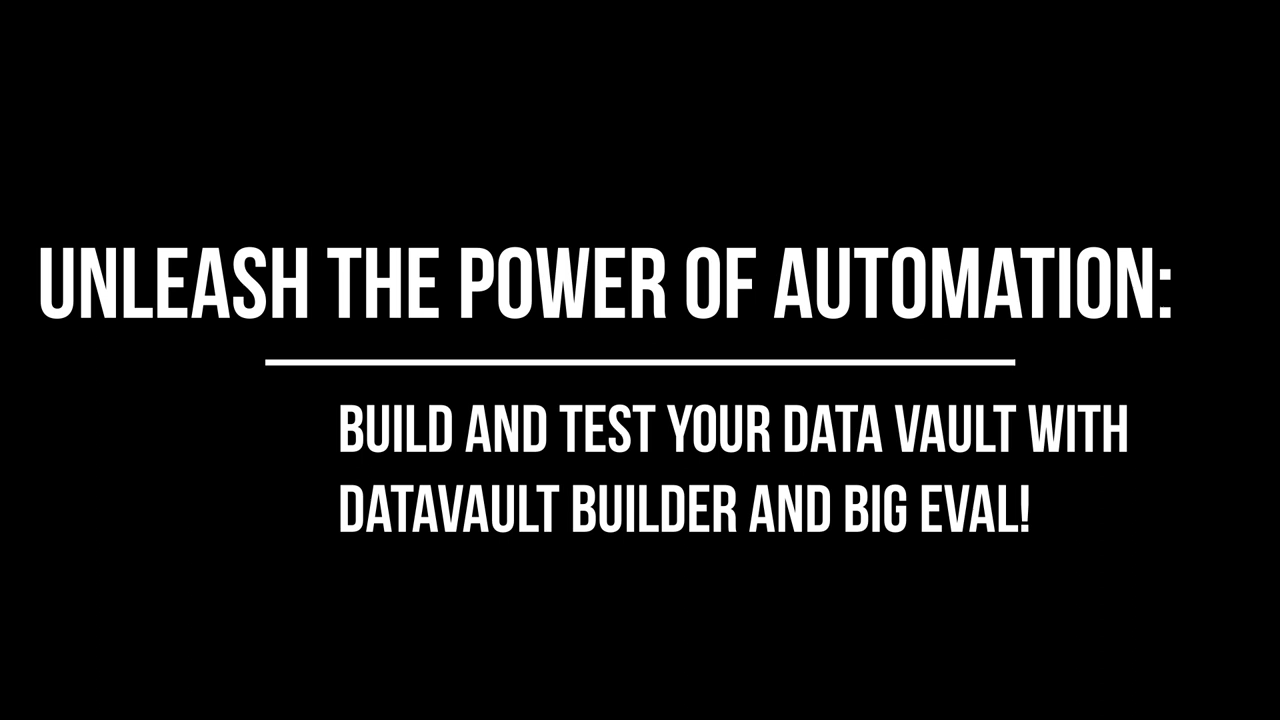 UNLEASH THE POWER OF AUTOMATION:
BUILD AND TEST YOUR DATA VAULT WITH
DATAVAULT BUILDER AND BIG EVAL!